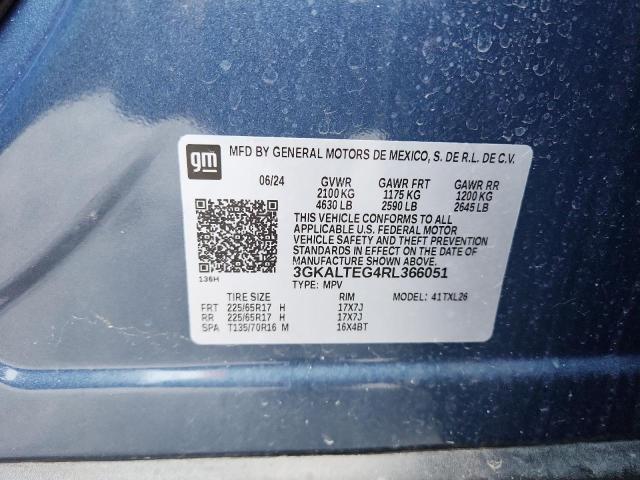 gm MFD BY GENERAL MOTORS DE MEXICO, S. DE R.L. DE C.V.
06/24 GVWR GAWR FRT GAWR RR
2100 KG 1175 KG 1200 KG
4630 LB 2590 LB 2645 LB
THIS VEHICLE CONFORMS TO ALL
APPLICABLE U.S. FEDERAL MOTOR
VEHICLE SAFETY AND THEFT PREVENTION
STANDARDS IN EFFECT ON THE DATE OF
MANUFACTURE SHOWN ABOVE.
3GKALTEG4RL366051
136H TYPE: MPV MODEL: 41TXL26
TIRE SIZE RIM
FRT 225/65R17 H 17X7J
RR 225/65R17 H 17X7J
SPA T135/70R16 M 16X4BT